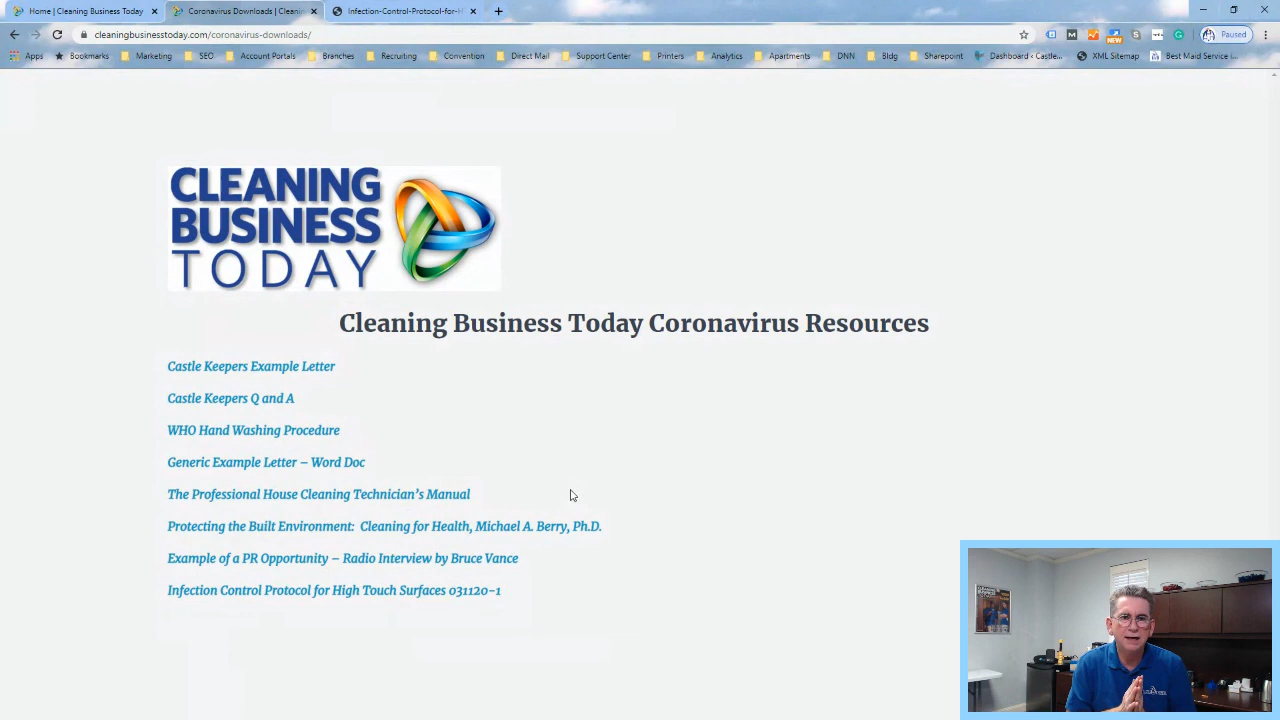 Home | Cleaning Business Today
Coronavirus Downloads | Cleanin
Infection-Control-Protocol-for-H
cleaningbusinesstoday.com/coronavirus-downloads/
Paused
NEW
Apps Bookmarks Marketing SEO Account Portals Branches Recruiting Convention Direct Mail Support Center Printers Analytics Apartments DNN Bldg Sharepoint Dashboard ‹ Castle... XML Sitemap Best Maid Service i...
CLEANING
BUSINESS
TODAY
Cleaning Business Today Coronavirus Resources
Castle Keepers Example Letter
Castle Keepers Q and A
WHO Hand Washing Procedure
Generic Example Letter – Word Doc
The Professional House Cleaning Technician’s Manual
Protecting the Built Environment: Cleaning for Health, Michael A. Berry, Ph.D.
Example of a PR Opportunity – Radio Interview by Bruce Vance
Infection Control Protocol for High Touch Surfaces 031120-1
CLEANING
BUSINESS
TODAY